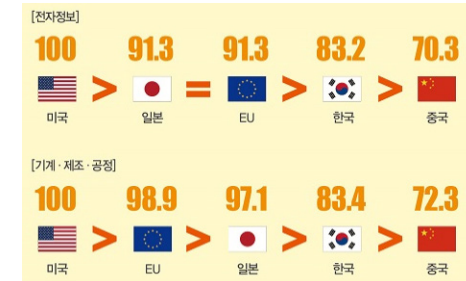 [전자정보]
100 91.3 91.3 83.2 70.3
> = > >
미국 일본 EU 한국 중국
[기계·제조·공정]
100 98.9 97.1 83.4 72.3
> > > >
미국 EU 일본 한국 중국